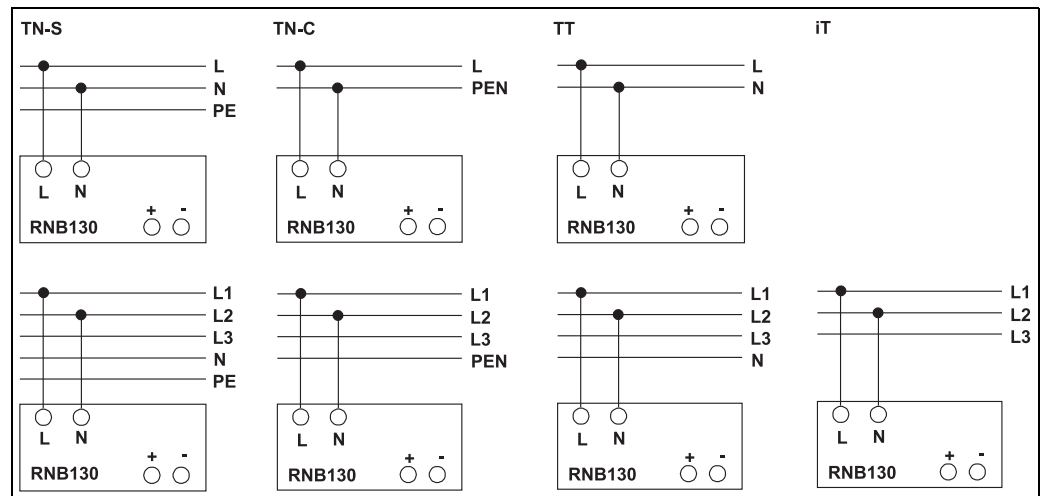 TN-S TN-C TT iT
L L L
N PEN N
PE
L N L N L N
+ - + - + -
RNB130 RNB130 RNB130
L1 L1 L1 L1
L2 L2 L2 L2
L3 L3 L3 L3
N PEN N
PE
L N L N L N L N
+ - + - + - + -
RNB130 RNB130 RNB130 RNB130